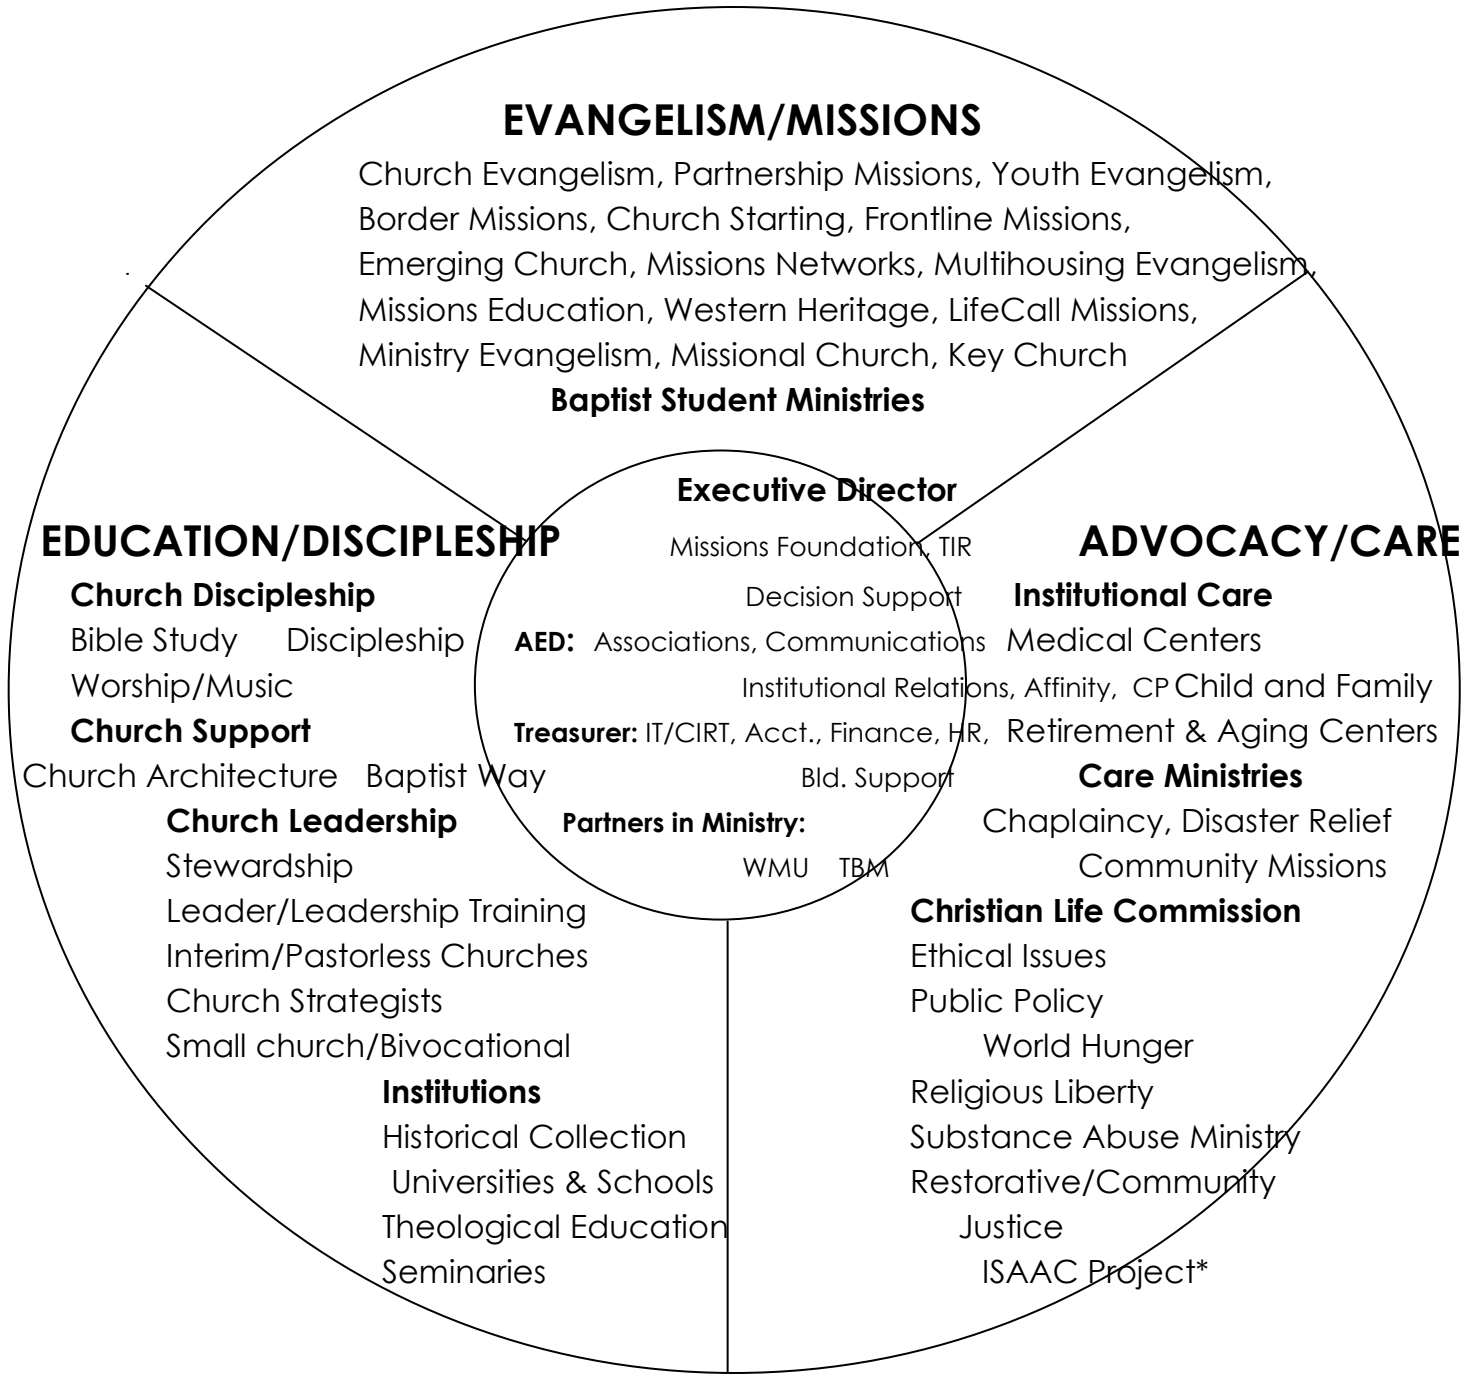 EVANGELISM/MISSIONS
Church Evangelism, Partnership Missions, Youth Evangelism,
Border Missions, Church Starting, Frontline Missions,
Emerging Church, Missions Networks, Multihousing Evangelism,
Missions Education, Western Heritage, LifeCall Missions,
Ministry Evangelism, Missional Church, Key Church
Baptist Student Ministries
EDUCATION/DISCIPLESHIP
Church Discipleship
Bible Study Discipleship
Worship/Music
Church Support
Church Architecture Baptist Way
Church Leadership
Stewardship
Leader/Leadership Training
Interim/Pastorless Churches
Church Strategists
Small church/Bivocational
Institutions
Historical Collection
Universities & Schools
Theological Education
Seminaries
Executive Director
Missions Foundation, TIR
Decision Support
AED: Associations, Communications
Institutional Relations, Affinity, CP
Treasurer: IT/CIRT, Acct., Finance, HR,
Bld. Support
Partners in Ministry:
WMU TBM
ADVOCACY/CARE
Institutional Care
Medical Centers
Child and Family
Retirement & Aging Centers
Care Ministries
Chaplaincy, Disaster Relief
Community Missions
Christian Life Commission
Ethical Issues
Public Policy
World Hunger
Religious Liberty
Substance Abuse Ministry
Restorative/Community
Justice
ISAAC Project*